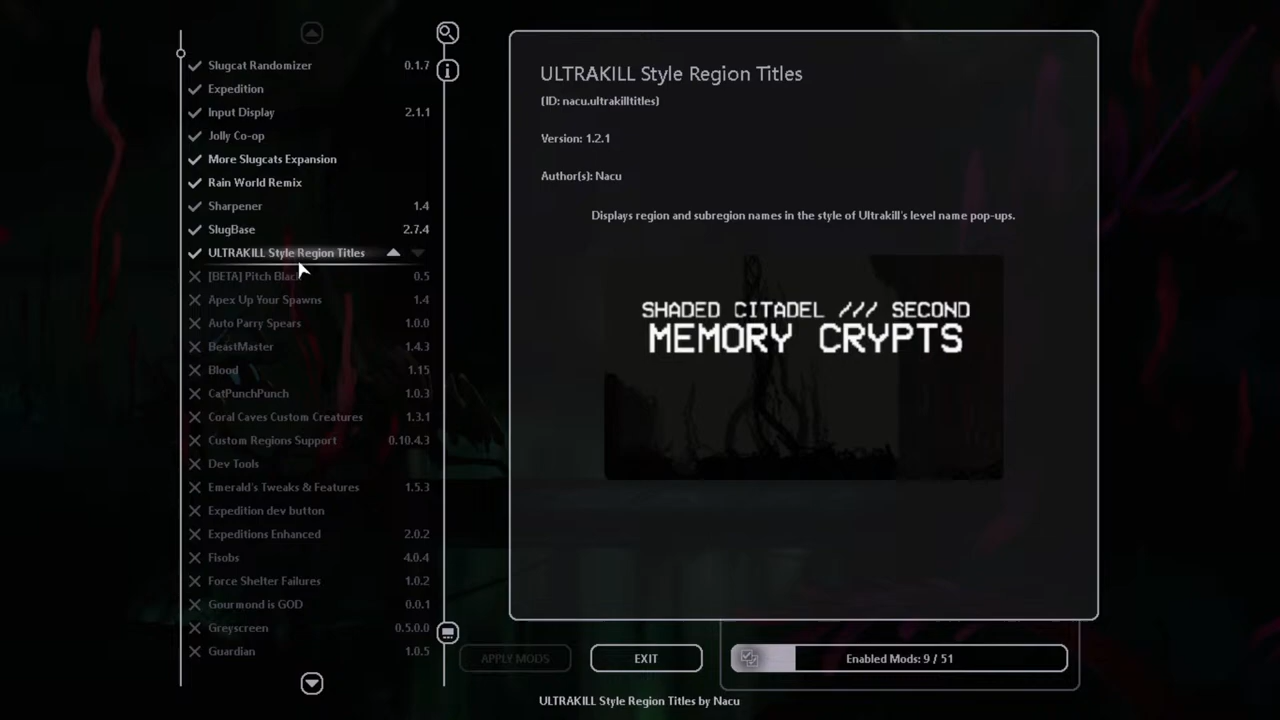 Slugcat Randomizer 0.1.7
Expedition
Input Display 2.1.1
Jolly Co-op
More Slugcats Expansion
Rain World Remix
Sharpener 1.4
SlugBase 2.7.4
ULTRAKILL Style Region Titles
[BETA] Pitch Black 0.5
Apex Up Your Spawns 1.4
Auto Parry Spears 1.0.0
BeastMaster 1.4.3
Blood 1.15
CatPunchPunch 1.0.3
Coral Caves Custom Creatures 1.3.1
Custom Regions Support 0.10.4.3
Dev Tools
Emerald's Tweaks & Features 1.5.3
Expedition dev button
Expeditions Enhanced 2.0.2
Fisobs 4.0.4
Force Shelter Failures 1.0.2
Gourmond is GOD 0.0.1
Greyscreen 0.5.0.0
Guardian 1.0.5
ULTRAKILL Style Region Titles
(ID: nacu.ultrakilltitles)
Version: 1.2.1
Author(s): Nacu
Displays region and subregion names in the style of Ultrakill's level name pop-ups.
SHADED CITADEL /// SECOND
MEMORY CRYPTS
APPLY MODS
EXIT
Enabled Mods: 9 / 51
ULTRAKILL Style Region Titles by Nacu